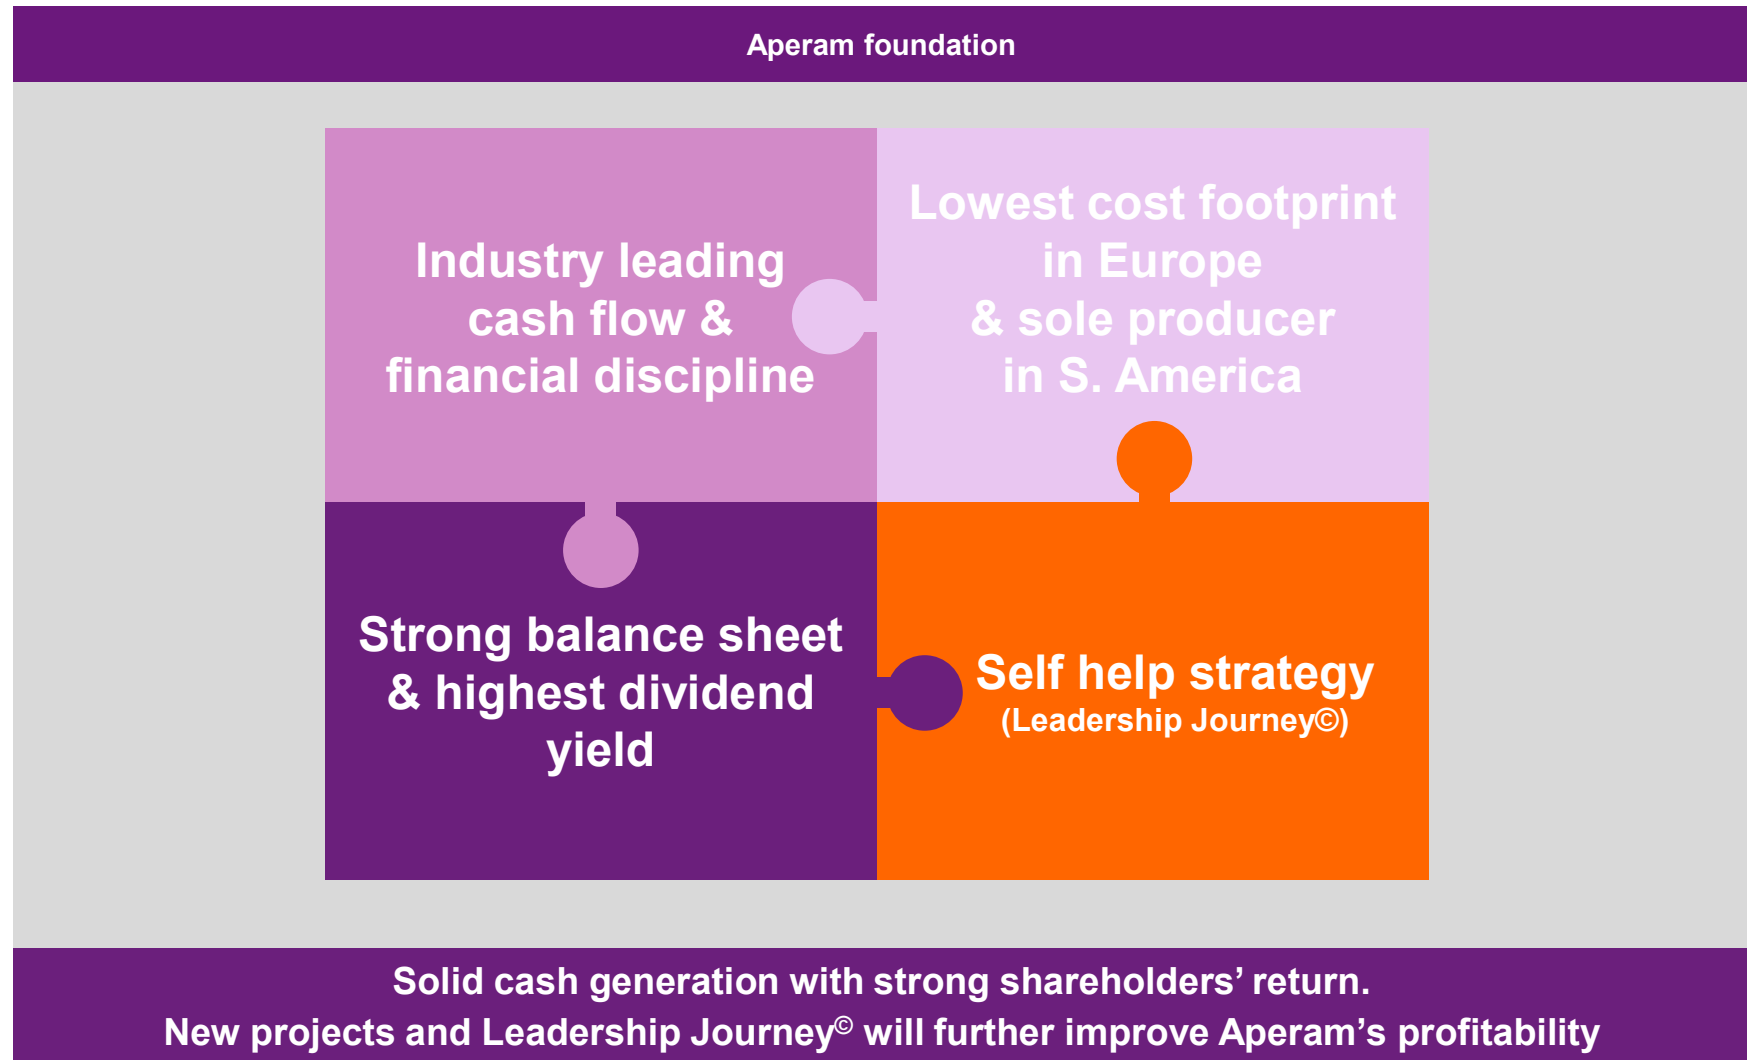 Aperam foundation
Industry leading
cash flow &
financial discipline
Lowest cost footprint
in Europe
& sole producer
in S. America
Strong balance sheet
& highest dividend
yield
Self help strategy
(Leadership Journey©)
Solid cash generation with strong shareholders’ return.
New projects and Leadership Journey© will further improve Aperam’s profitability